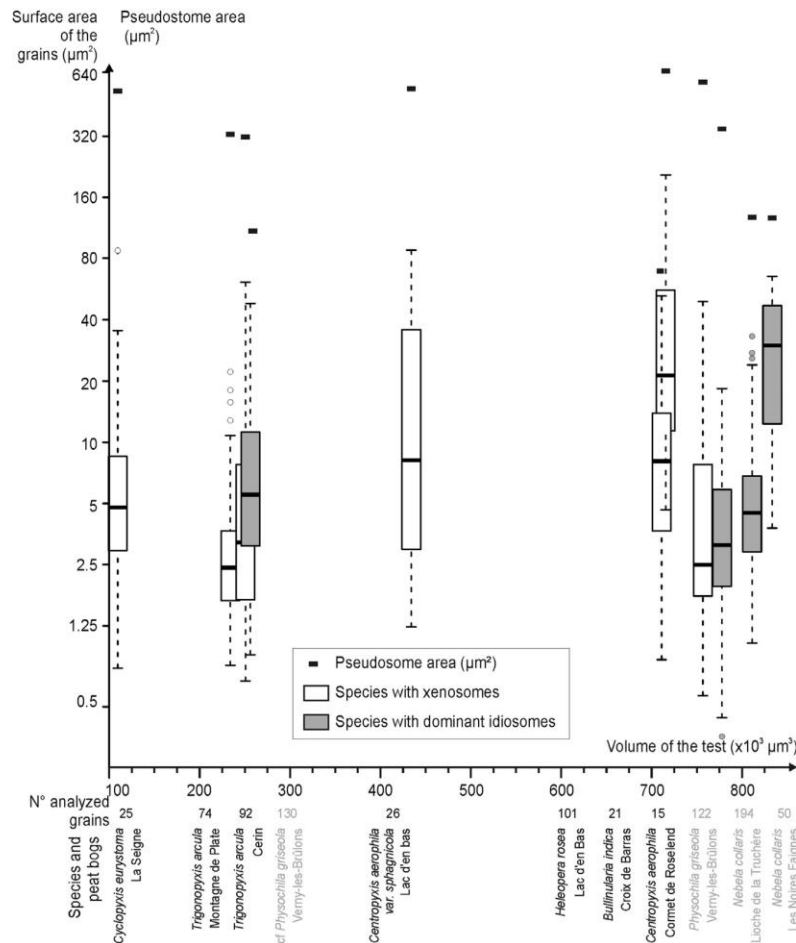 Surface area
of the
grains (µm²)
Pseudostome area
(µm²)
640
320
160
80
40
20
10
5
2.5
1.25
0.5
Pseudosome area (µm²)
Species with xenosomes
Species with dominant idiosomes
Volume of the test (x10³ µm³)
100 200 300 400 500 600 700 800
N° analyzed
grains
25 74 92 130 26 101 21 15 122 194 50
Species and
peat bogs
Cyclopyxis eurystoma
La Seigne
Trigonopyxis arcula
Montagne de Plate
Trigonopyxis arcula
Cerin
cf Physochila griseola
Verny-les-Brûlons
Centropyxis aerophila
var. sphagnicola
Lac d'en bas
Heleopera rosea
Lac d'en Bas
Bullinularia indica
Croix de Barras
Centropyxis aerophila
Cormet de Roselend
Physochila griseola
Verny-les-Brûlons
Nebela collaris
Lioche de la Truchère
Nebela collaris
Les Noires Faignes